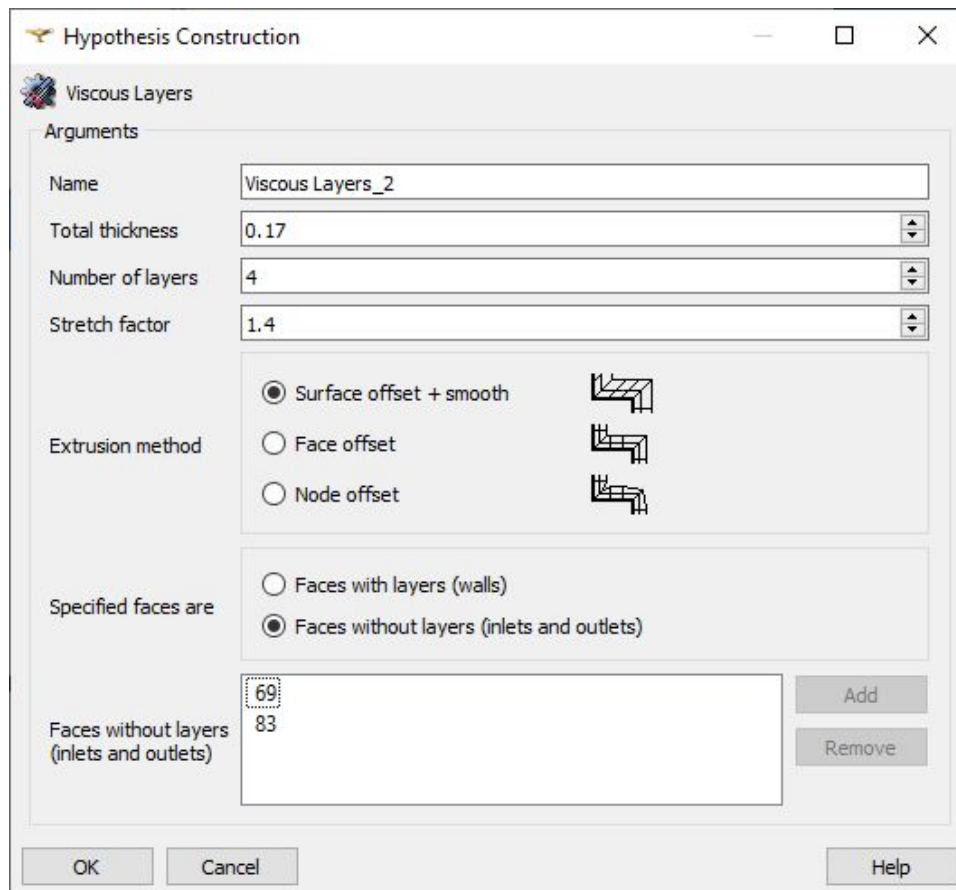 Hypothesis Construction
Viscous Layers
Arguments
Name
Viscous Layers_2
Total thickness
0.17
Number of layers
4
Stretch factor
1.4
Extrusion method
Surface offset + smooth
Face offset
Node offset
Specified faces are
Faces with layers (walls)
Faces without layers (inlets and outlets)
Faces without layers
(inlets and outlets)
69
83
Add
Remove
OK
Cancel
Help